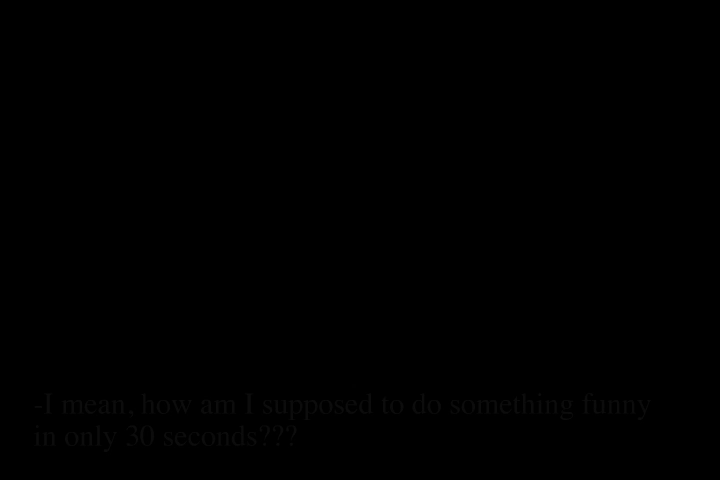 -I mean, how am I supposed to do something funny
in only 30 seconds???